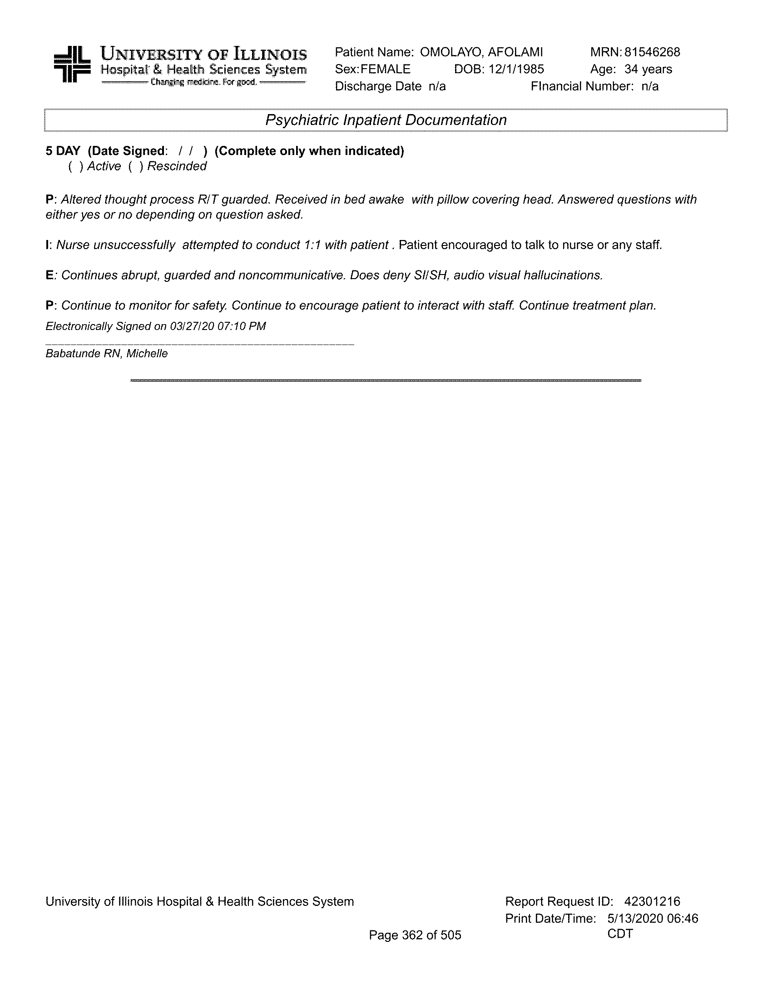 UNIVERSITY OF ILLINOIS
Hospital & Health Sciences System
Changing medicine. For good.
Patient Name: OMOLAYO, AFOLAMI MRN: 81546268
Sex: FEMALE DOB: 12/1/1985 Age: 34 years
Discharge Date n/a FInancial Number: n/a
Psychiatric Inpatient Documentation
5 DAY (Date Signed: / / ) (Complete only when indicated)
( ) Active ( ) Rescinded
P: Altered thought process R/T guarded. Received in bed awake with pillow covering head. Answered questions with
either yes or no depending on question asked.
I: Nurse unsuccessfully attempted to conduct 1:1 with patient . Patient encouraged to talk to nurse or any staff.
E: Continues abrupt, guarded and noncommunicative. Does deny SI/SH, audio visual hallucinations.
P: Continue to monitor for safety. Continue to encourage patient to interact with staff. Continue treatment plan.
Electronically Signed on 03/27/20 07:10 PM
Babatunde RN, Michelle
University of Illinois Hospital & Health Sciences System Report Request ID: 42301216
Print Date/Time: 5/13/2020 06:46
Page 362 of 505 CDT